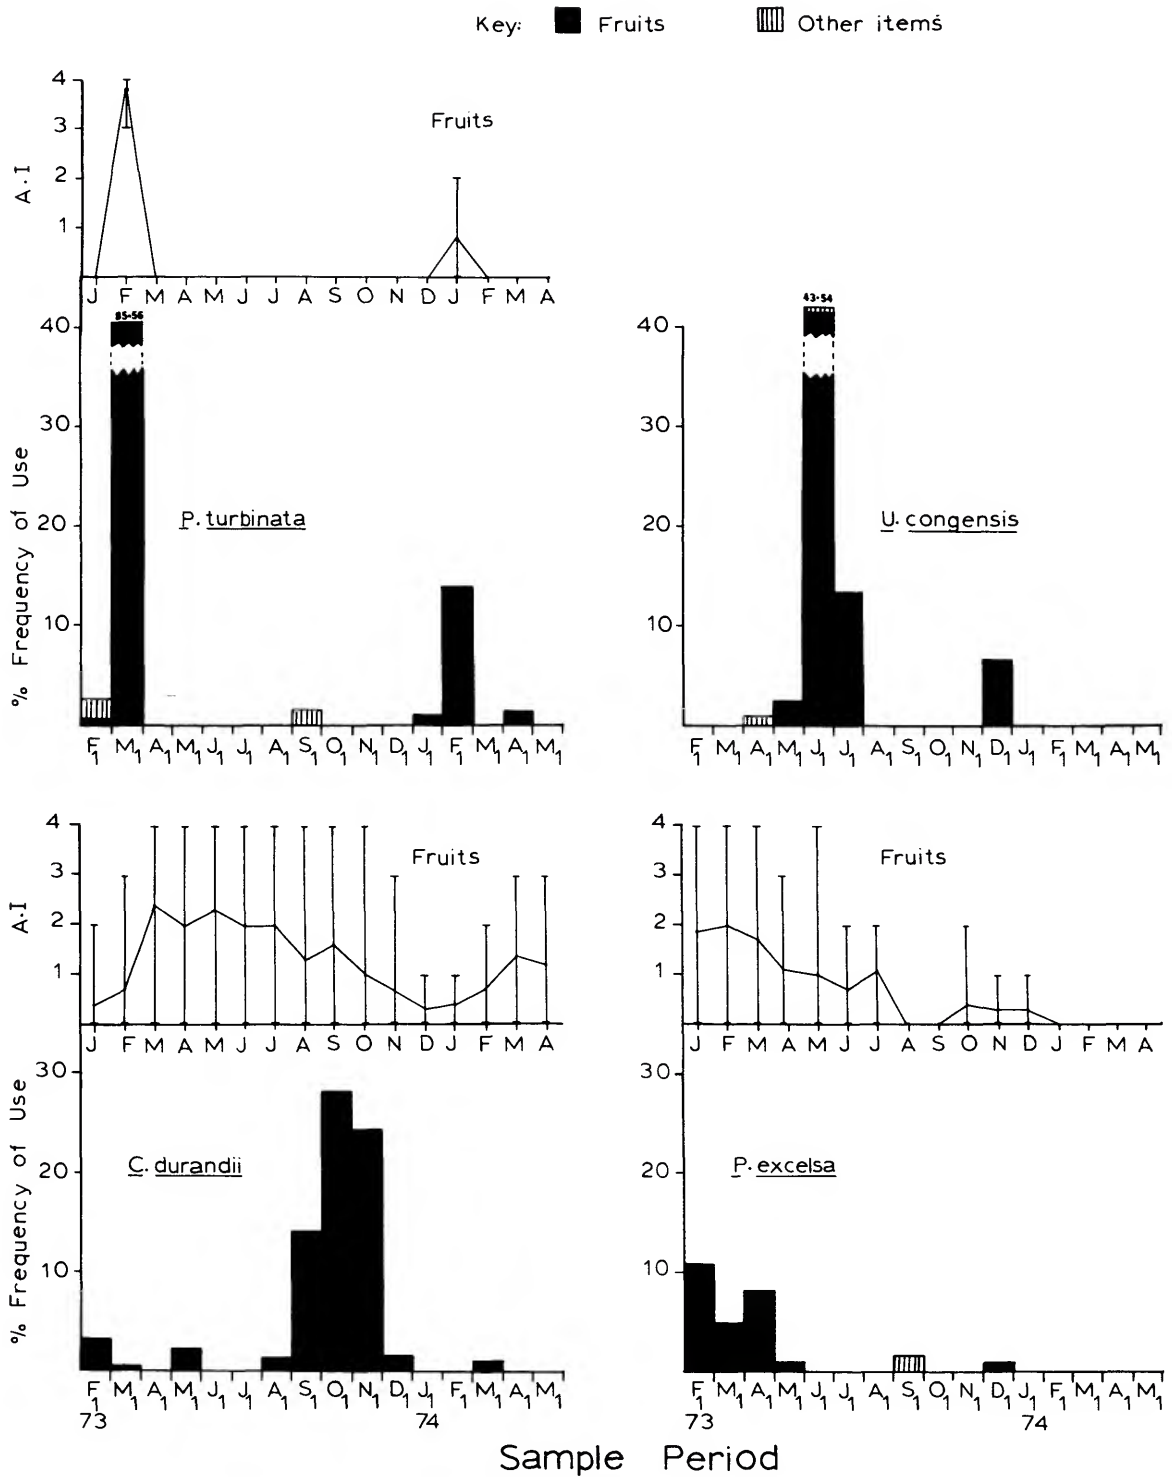 Key: Fruits Other items
4
3
2
1
A.I
Fruits
J F M A M J J A S O N D J F M A
85·56
40
30
20
10
% Frequency of Use
P. turbinata
F₁ M₁ A₁ M₁ J₁ J₁ A₁ S₁ O₁ N₁ D₁ J₁ F₁ M₁ A₁ M₁
43·54
40
30
20
10
U. congensis
F₁ M₁ A₁ M₁ J₁ J₁ A₁ S₁ O₁ N₁ D₁ J₁ F₁ M₁ A₁ M₁
4
3
2
1
A.I
Fruits
J F M A M J J A S O N D J F M A
4
3
2
1
Fruits
J F M A M J J A S O N D J F M A
30
20
10
% Frequency of Use
C. durandii
F₁ M₁ A₁ M₁ J₁ J₁ A₁ S₁ O₁ N₁ D₁ J₁ F₁ M₁ A₁ M₁
73 74
30
20
10
P. excelsa
F₁ M₁ A₁ M₁ J₁ J₁ A₁ S₁ O₁ N₁ D₁ J₁ F₁ M₁ A₁ M₁
73 74
Sample Period